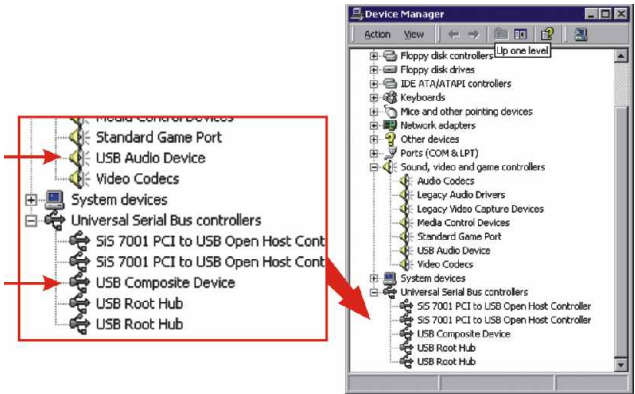 Media Control Devices
Standard Game Port
USB Audio Device
Video Codecs
System devices
Universal Serial Bus controllers
SiS 7001 PCI to USB Open Host Cont
SiS 7001 PCI to USB Open Host Cont
USB Composite Device
USB Root Hub
USB Root Hub
Device Manager
Action View
Up one level
Floppy disk controllers
Floppy disk drives
IDE ATA/ATAPI controllers
Keyboards
Mice and other pointing devices
Network adapters
Other devices
Ports (COM & LPT)
Sound, video and game controllers
Audio Codecs
Legacy Audio Drivers
Legacy Video Capture Devices
Media Control Devices
Standard Game Port
USB Audio Device
Video Codecs
System devices
Universal Serial Bus controllers
SiS 7001 PCI to USB Open Host Controller
SiS 7001 PCI to USB Open Host Controller
USB Composite Device
USB Root Hub
USB Root Hub